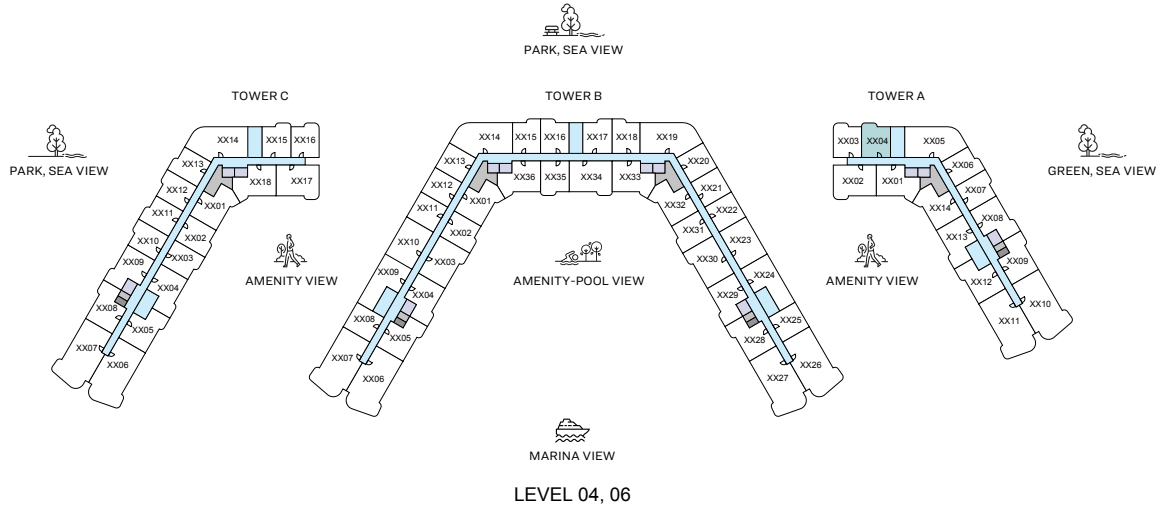 PARK, SEA VIEW
TOWER C
TOWER B
TOWER A
PARK, SEA VIEW
GREEN, SEA VIEW
XX14
XX15
XX16
XX13
XX18
XX17
XX12
XX01
XX11
XX02
XX10
XX03
XX09
XX04
XX08
XX05
XX07
XX06
AMENITY VIEW
XX14
XX15
XX16
XX17
XX18
XX19
XX13
XX36
XX35
XX34
XX33
XX20
XX12
XX01
XX32
XX21
XX11
XX02
XX31
XX22
XX10
XX03
XX30
XX23
XX09
XX04
XX29
XX24
XX08
XX05
XX28
XX25
XX07
XX06
XX27
XX26
AMENITY-POOL VIEW
AMENITY VIEW
XX03
XX04
XX05
XX02
XX01
XX06
XX14
XX07
XX13
XX08
XX12
XX09
XX11
XX10
MARINA VIEW
LEVEL 04, 06